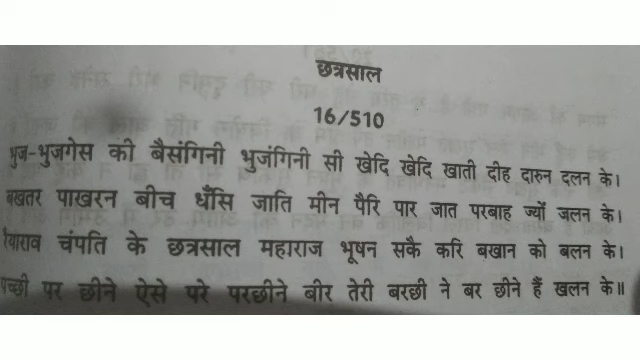 छत्रसाल
16/510
भुज-भुजगेस की बैसंगिनी भुजंगिनी सी खेदि खेदि खाती दीह दारुन दलन के।
बखतर पाखरन बीच धँसि जाति मीन पैरि पार जात परबाह ज्यों जलन के।
रैयाराव चंपति के छत्रसाल महाराज भूषन सकै करि बखान को बलन के।
पच्छी पर छीने ऐसे परे परछीने बीर तेरी बरछी ने बर छीने हैं खलन के॥